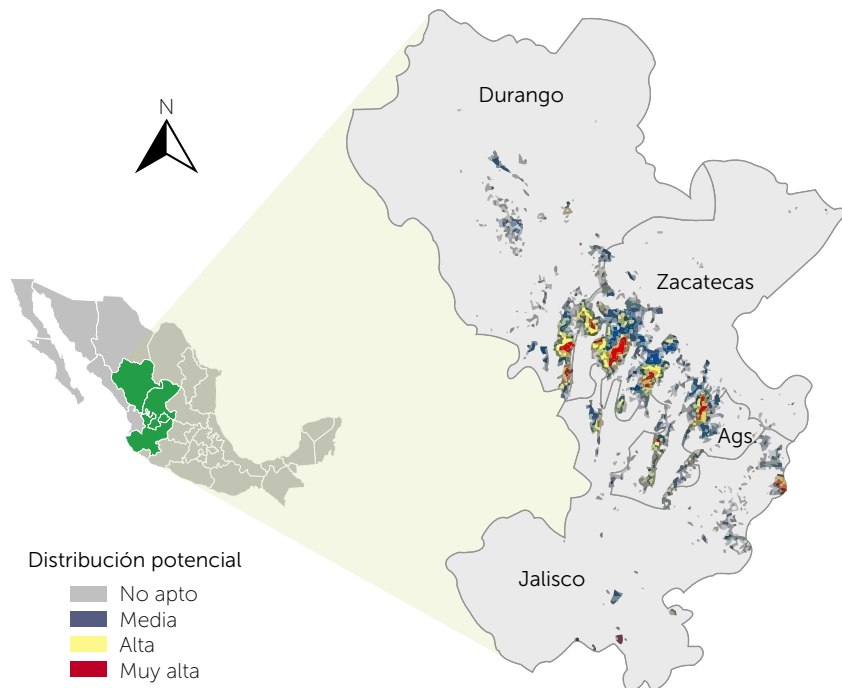 Durango
N
Zacatecas
Ags.
Jalisco
Distribución potencial
No apto
Media
Alta
Muy alta